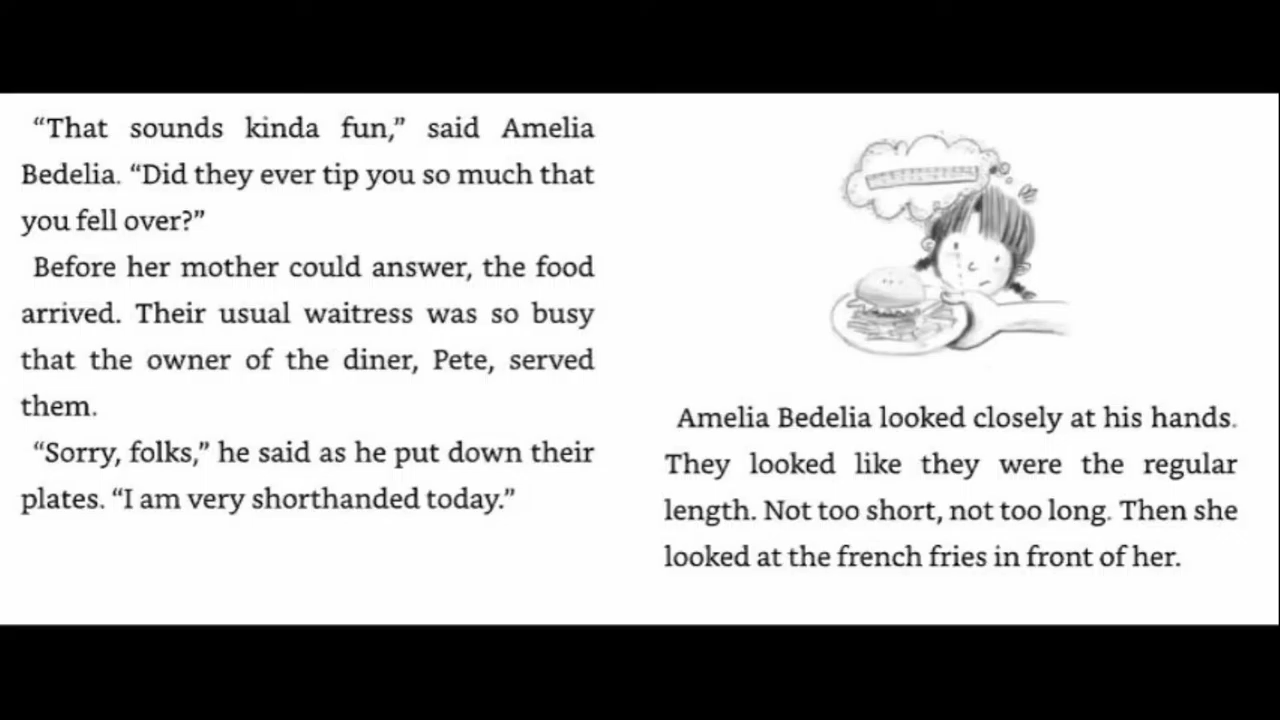 “That sounds kinda fun,” said Amelia
Bedelia. “Did they ever tip you so much that
you fell over?”
Before her mother could answer, the food
arrived. Their usual waitress was so busy
that the owner of the diner, Pete, served
them.
“Sorry, folks,” he said as he put down their
plates. “I am very shorthanded today.”
Amelia Bedelia looked closely at his hands.
They looked like they were the regular
length. Not too short, not too long. Then she
looked at the french fries in front of her.